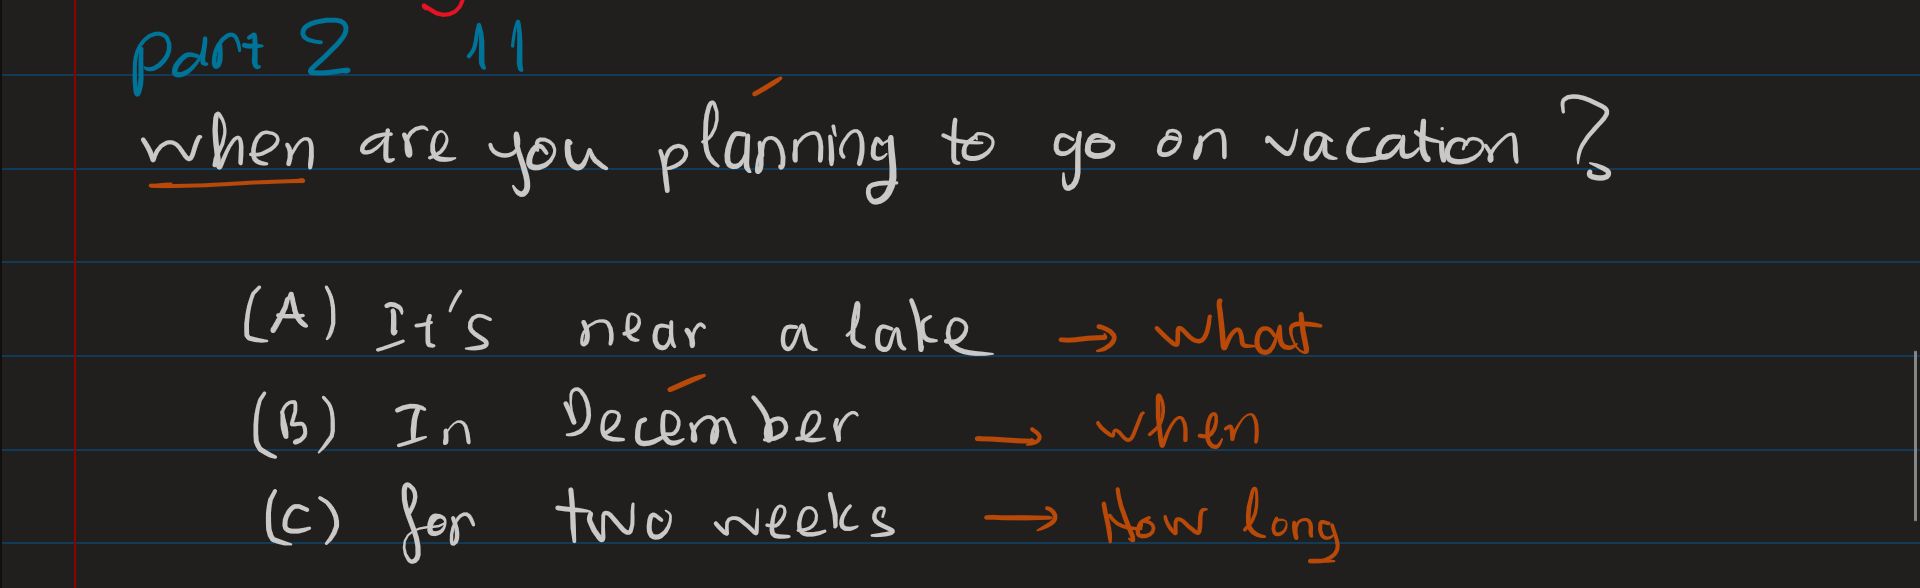 part 2 11
when are you planning to go on vacation ?
(A) It's near a lake → what
(B) In December → when
(C) for two weeks → How long